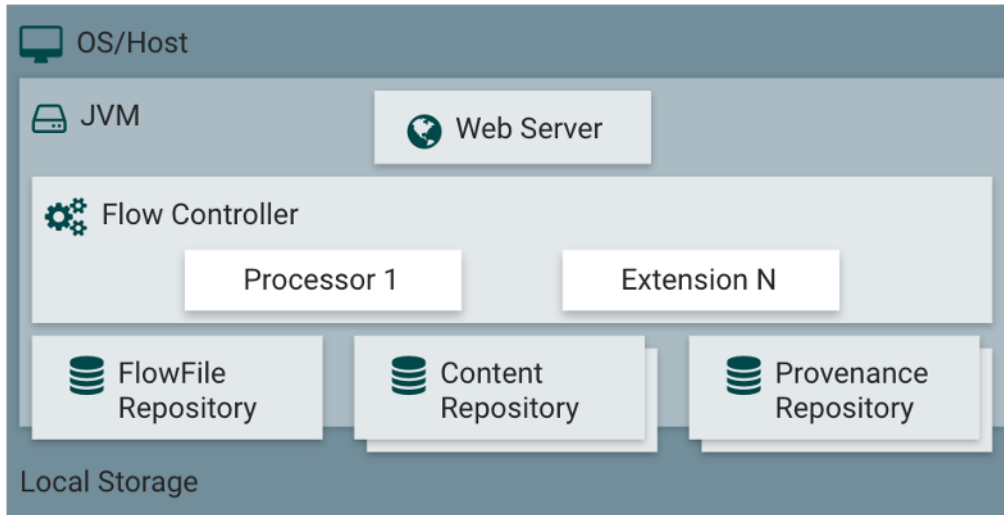 OS/Host
JVM
Web Server
Flow Controller
Processor 1
Extension N
FlowFile
Repository
Content
Repository
Provenance
Repository
Local Storage